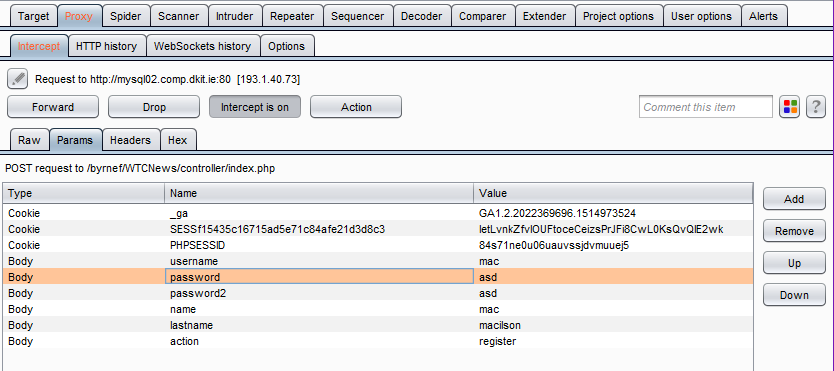 Target Proxy Spider Scanner Intruder Repeater Sequencer Decoder Comparer Extender Project options User options Alerts
Intercept HTTP history WebSockets history Options
Request to http://mysql02.comp.dkit.ie:80 [193.1.40.73]
Forward Drop Intercept is on Action Comment this item ?
Raw Params Headers Hex
POST request to /byrnef/WTCNews/controller/index.php
Type Name Value
Cookie _ga GA1.2.2022369696.1514973524
Cookie SESSf15435c16715ad5e71c84afe21d3d8c3 letLvnkZfvlOUFtoceCeizsPrJFi8CwL0KsQvQlE2wk
Cookie PHPSESSID 84s71ne0u06uauvssjdvmuuej5
Body username mac
Body password asd
Body password2 asd
Body name mac
Body lastname macilson
Body action register
Add
Remove
Up
Down